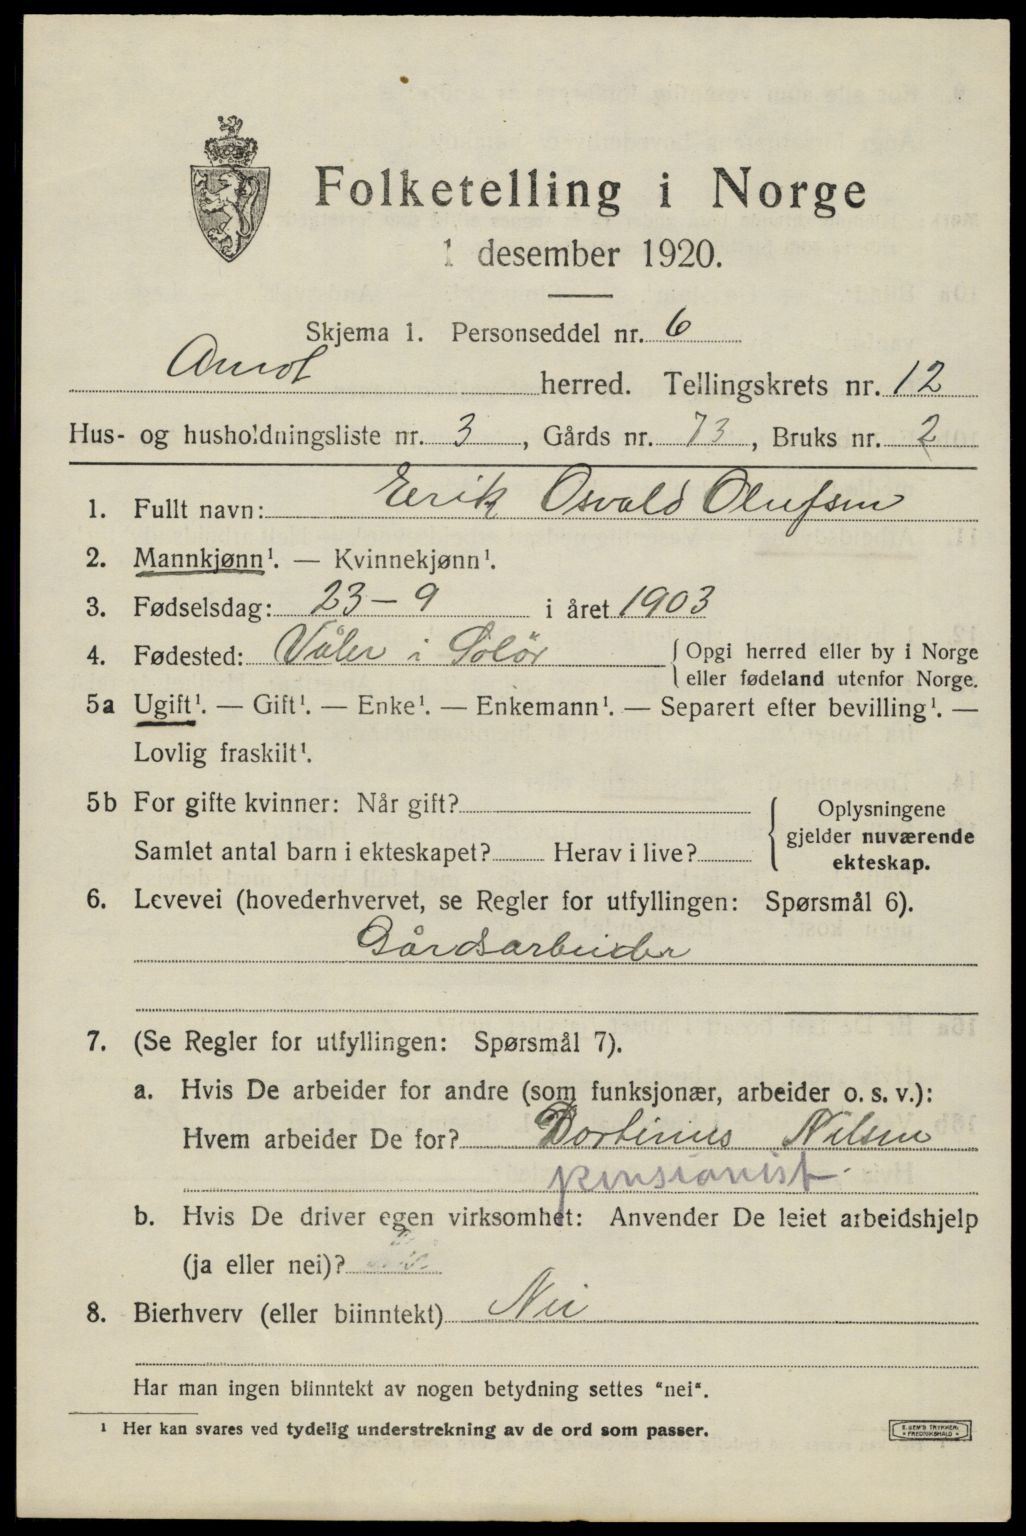 Folketelling i Norge
1 desember 1920.
Skjema 1. Personseddel nr. 6
Åmot herred. Tellingskrets nr. 12
Hus- og husholdningsliste nr. 3, Gårds nr. 73, Bruks nr. 2
1. Fullt navn: Eerik Osvald Olufsen
2. Mannkjønn¹. — Kvinnekjønn¹.
3. Fødselsdag: 23-9 i året 1903
4. Fødested: Våler i Solör { Opgi herred eller by i Norge
eller fødeland utenfor Norge.
5a Ugift¹. — Gift¹. — Enke¹. — Enkemann¹. — Separert efter bevilling¹. —
Lovlig fraskilt¹.
5b For gifte kvinner: Når gift? { Oplysningene
gjelder nuværende
Samlet antal barn i ekteskapet? Herav i live?
ekteskap.
6. Levevei (hovederhvervet, se Regler for utfyllingen: Spørsmål 6).
Gårdsarbeider
7. (Se Regler for utfyllingen: Spørsmål 7).
a. Hvis De arbeider for andre (som funksjonær, arbeider o. s. v.):
Hvem arbeider De for? Bortinus Nilsen
pensionist
b. Hvis De driver egen virksomhet: Anvender De leiet arbeidshjelp
(ja eller nei)?
8. Bierhverv (eller biinntekt) Nei
Har man ingen biinntekt av nogen betydning settes "nei".
¹ Her kan svares ved tydelig understrekning av de ord som passer.